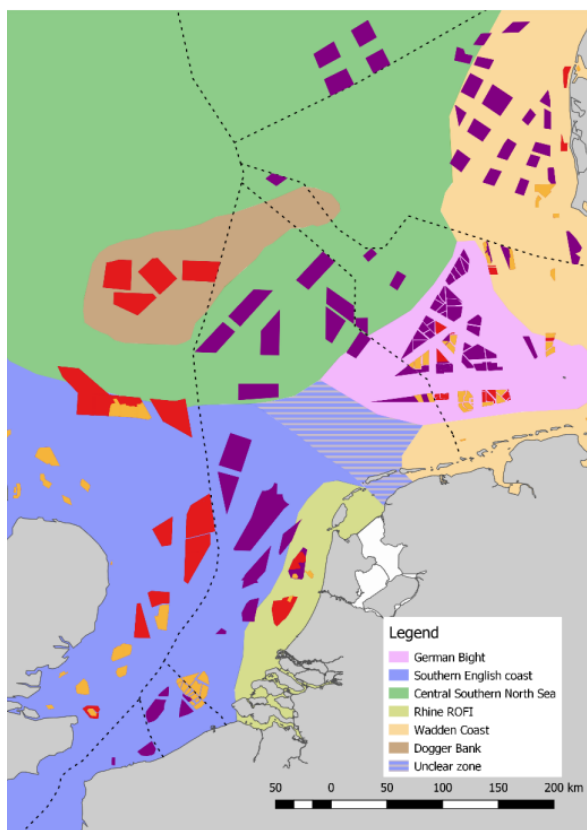 Legend
German Bight
Southern English coast
Central Southern North Sea
Rhine ROFI
Wadden Coast
Dogger Bank
Unclear zone
50 0 50 100 150 200 km